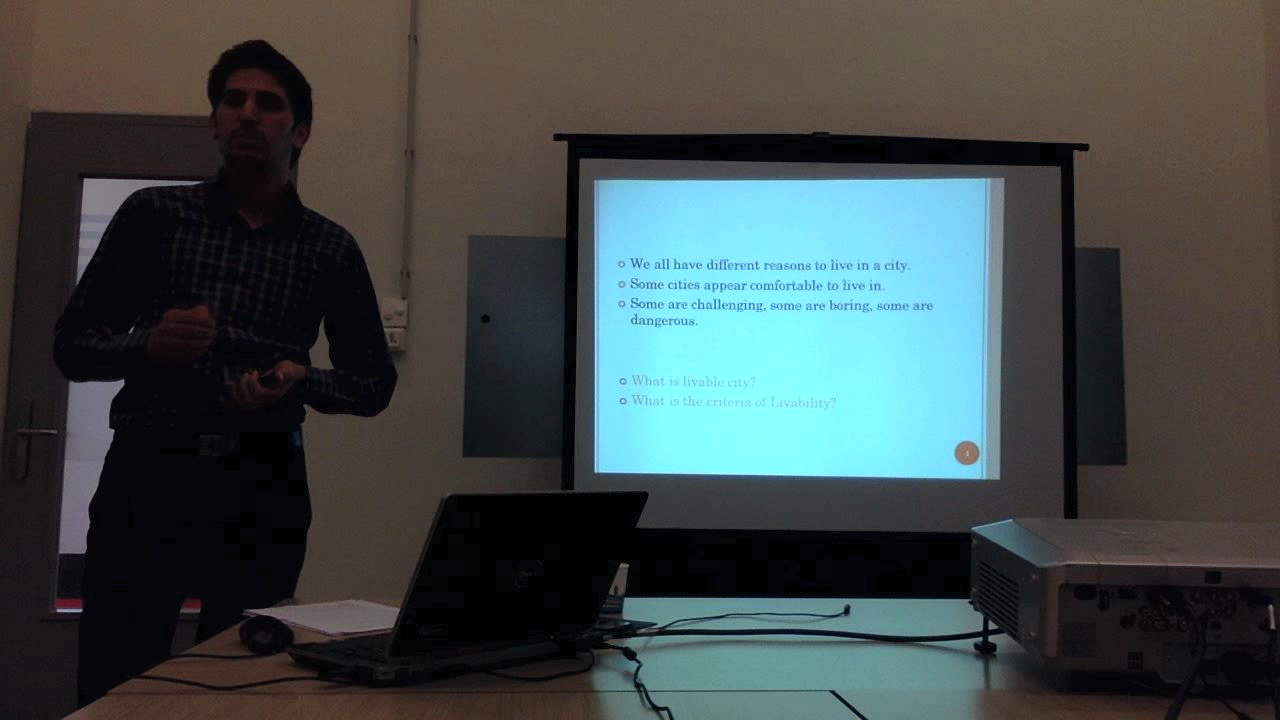 We all have different reasons to live in a city.
Some cities appear comfortable to live in.
Some are challenging, some are boring, some are
dangerous.
What is livable city?
What is the criteria of Livability?
4